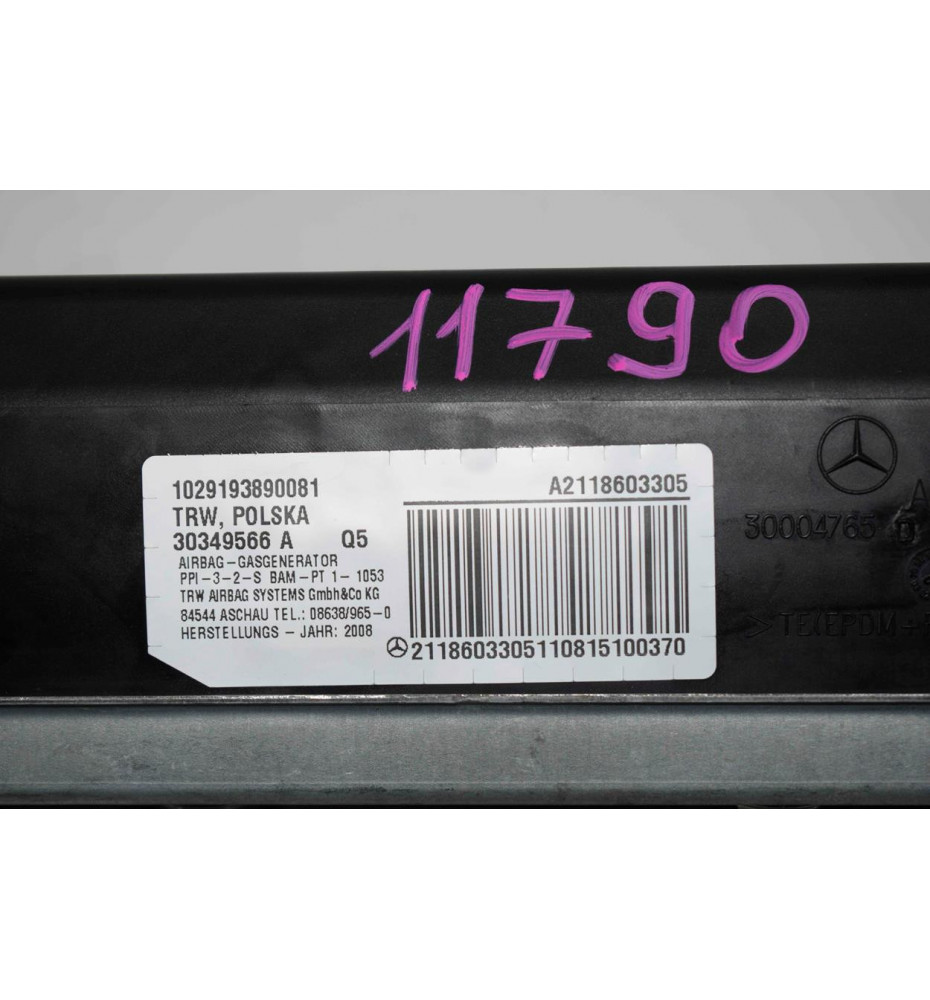 11790
1029193890081
TRW, POLSKA
30349566 A Q5
AIRBAG-GASGENERATOR
PPI-3-2-S BAM-PT 1- 1053
TRW AIRBAG SYSTEMS GmbH&Co KG
84544 ASCHAU TEL.: 08638/965-0
HERSTELLUNGS - JAHR: 2008
A2118603305
2118603305110815100370
30004765 D